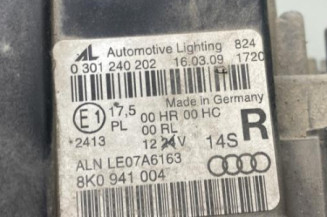 AL Automotive Lighting 824
0 301 240 202 16.03.09 1720
Made in Germany
E1 17,5 00 HR 00 HC
PL 00 RL
*2413 12 24V 14S R
ALN LE07A6163
8K0 941 004